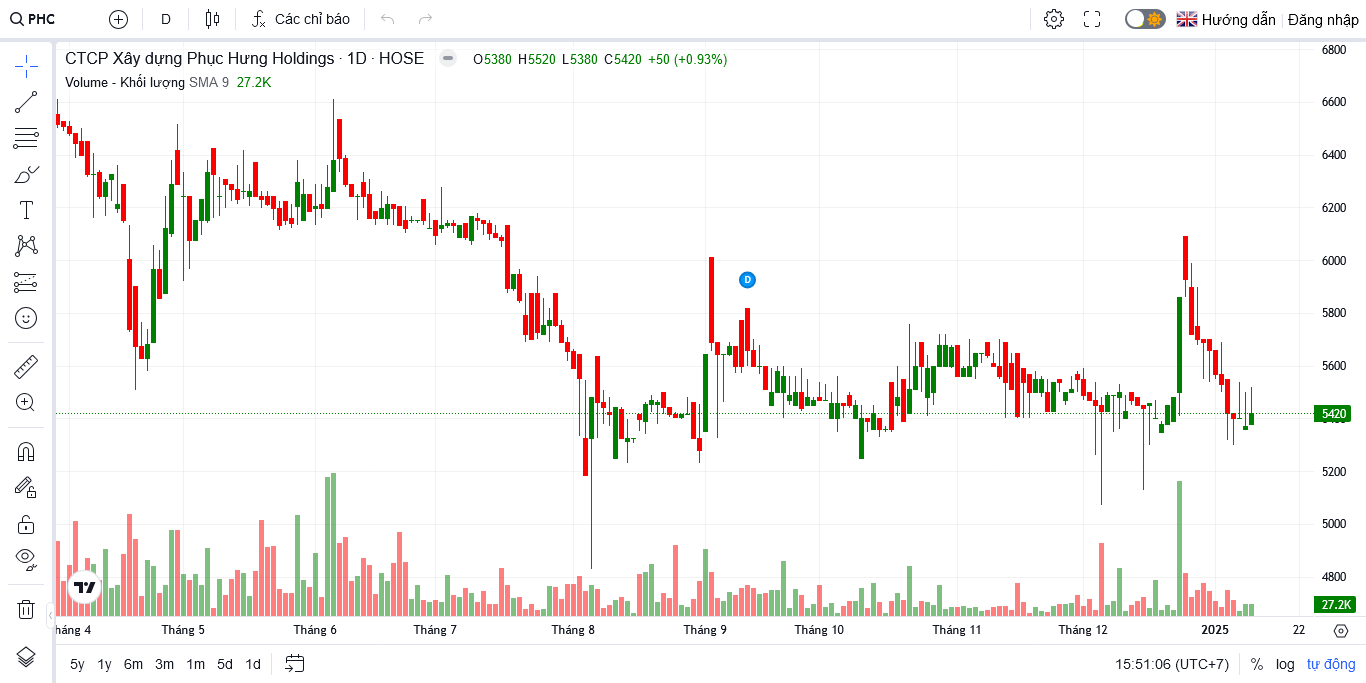 PHC D Các chỉ báo Hướng dẫn Đăng nhập
CTCP Xây dựng Phục Hưng Holdings · 1D · HOSE O5380 H5520 L5380 C5420 +50 (+0.93%)
Volume - Khối lượng SMA 9 27.2K
D
6800
6600
6400
6200
6000
5800
5600
5420
5400
5200
5000
4800
27.2K
háng 4 Tháng 5 Tháng 6 Tháng 7 Tháng 8 Tháng 9 Tháng 10 Tháng 11 Tháng 12 2025 22
5y 1y 6m 3m 1m 5d 1d 15:51:06 (UTC+7) % log tự động